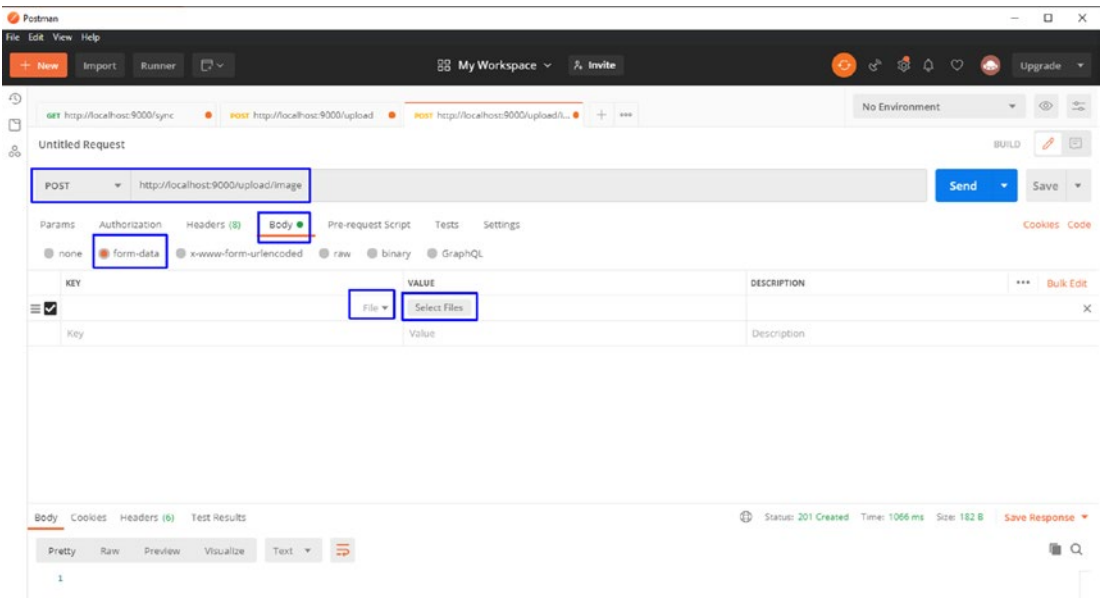 Postman
File Edit View Help
+ New Import Runner My Workspace Invite Upgrade
GET http://localhost:9000/sync POST http://localhost:9000/upload POST http://localhost:9000/upload/i... + ••• No Environment
Untitled Request BUILD
POST http://localhost:9000/upload/image Send Save
Params Authorization Headers (8) Body Pre-request Script Tests Settings Cookies Code
none form-data x-www-form-urlencoded raw binary GraphQL
KEY VALUE DESCRIPTION ••• Bulk Edit
File Select Files
Key Value Description
Body Cookies Headers (6) Test Results Status: 201 Created Time: 1066 ms Size: 182 B Save Response
Pretty Raw Preview Visualize Text
1